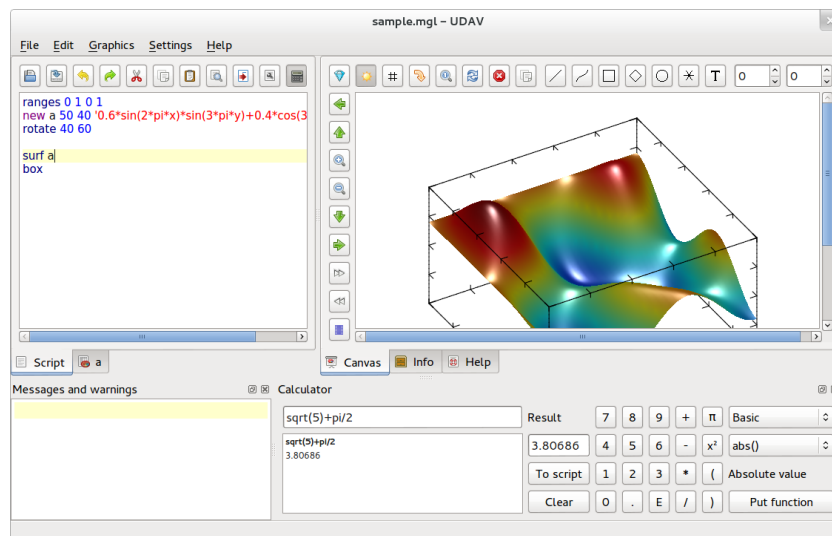 sample.mgl – UDAV
File Edit Graphics Settings Help
T 0 0
ranges 0 1 0 1
new a 50 40 '0.6*sin(2*pi*x)*sin(3*pi*y)+0.4*cos(3
rotate 40 60
surf a
box
Script a
Canvas Info Help
Messages and warnings
Calculator
sqrt(5)+pi/2 Result 7 8 9 + π Basic
sqrt(5)+pi/2
3.80686
3.80686 4 5 6 - x² abs()
To script 1 2 3 * ( Absolute value
Clear 0 . E / ) Put function